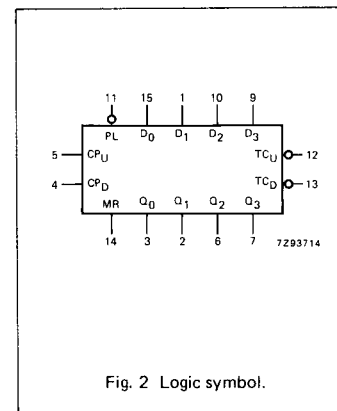 11 15 1 10 9
PL D0 D1 D2 D3
5 CPU TCU 12
4 CPD TCD 13
MR Q0 Q1 Q2 Q3
14 3 2 6 7 7Z93714
Fig. 2 Logic symbol.